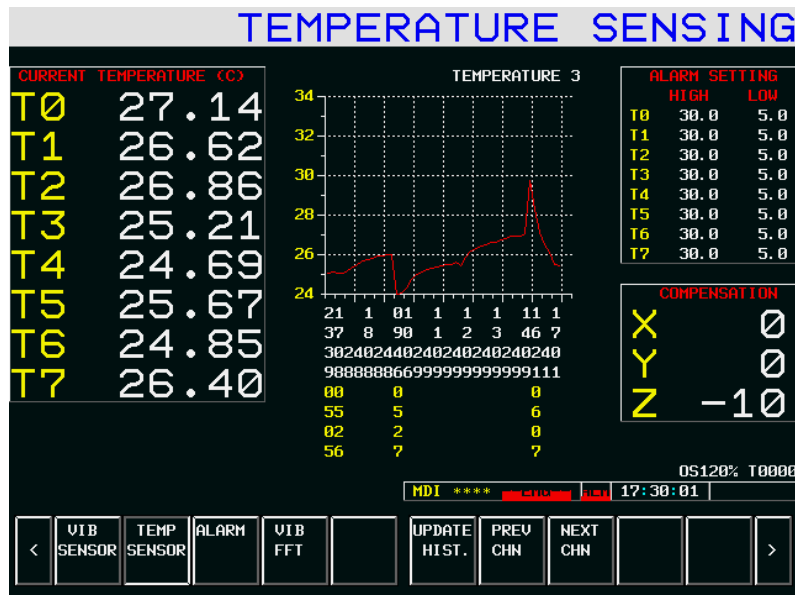 TEMPERATURE SENSING
CURRENT TEMPERATURE (C)
T0 27.14
T1 26.62
T2 26.86
T3 25.21
T4 24.69
T5 25.67
T6 24.85
T7 26.40
TEMPERATURE 3
34
32
30
28
26
24
21 1 01 1 1 1 11 1
37 8 90 1 2 3 46 7
302402440240240240240240
988888866999999999999111
00 0 0
55 5 6
02 2 0
56 7 7
ALARM SETTING
HIGH LOW
T0 30.0 5.0
T1 30.0 5.0
T2 30.0 5.0
T3 30.0 5.0
T4 30.0 5.0
T5 30.0 5.0
T6 30.0 5.0
T7 30.0 5.0
COMPENSATION
X 0
Y 0
Z -10
OS120% T0000
MDI ****
17:30:01
< VIB SENSOR
TEMP SENSOR
ALARM
VIB FFT
UPDATE HIST.
PREV CHN
NEXT CHN
>